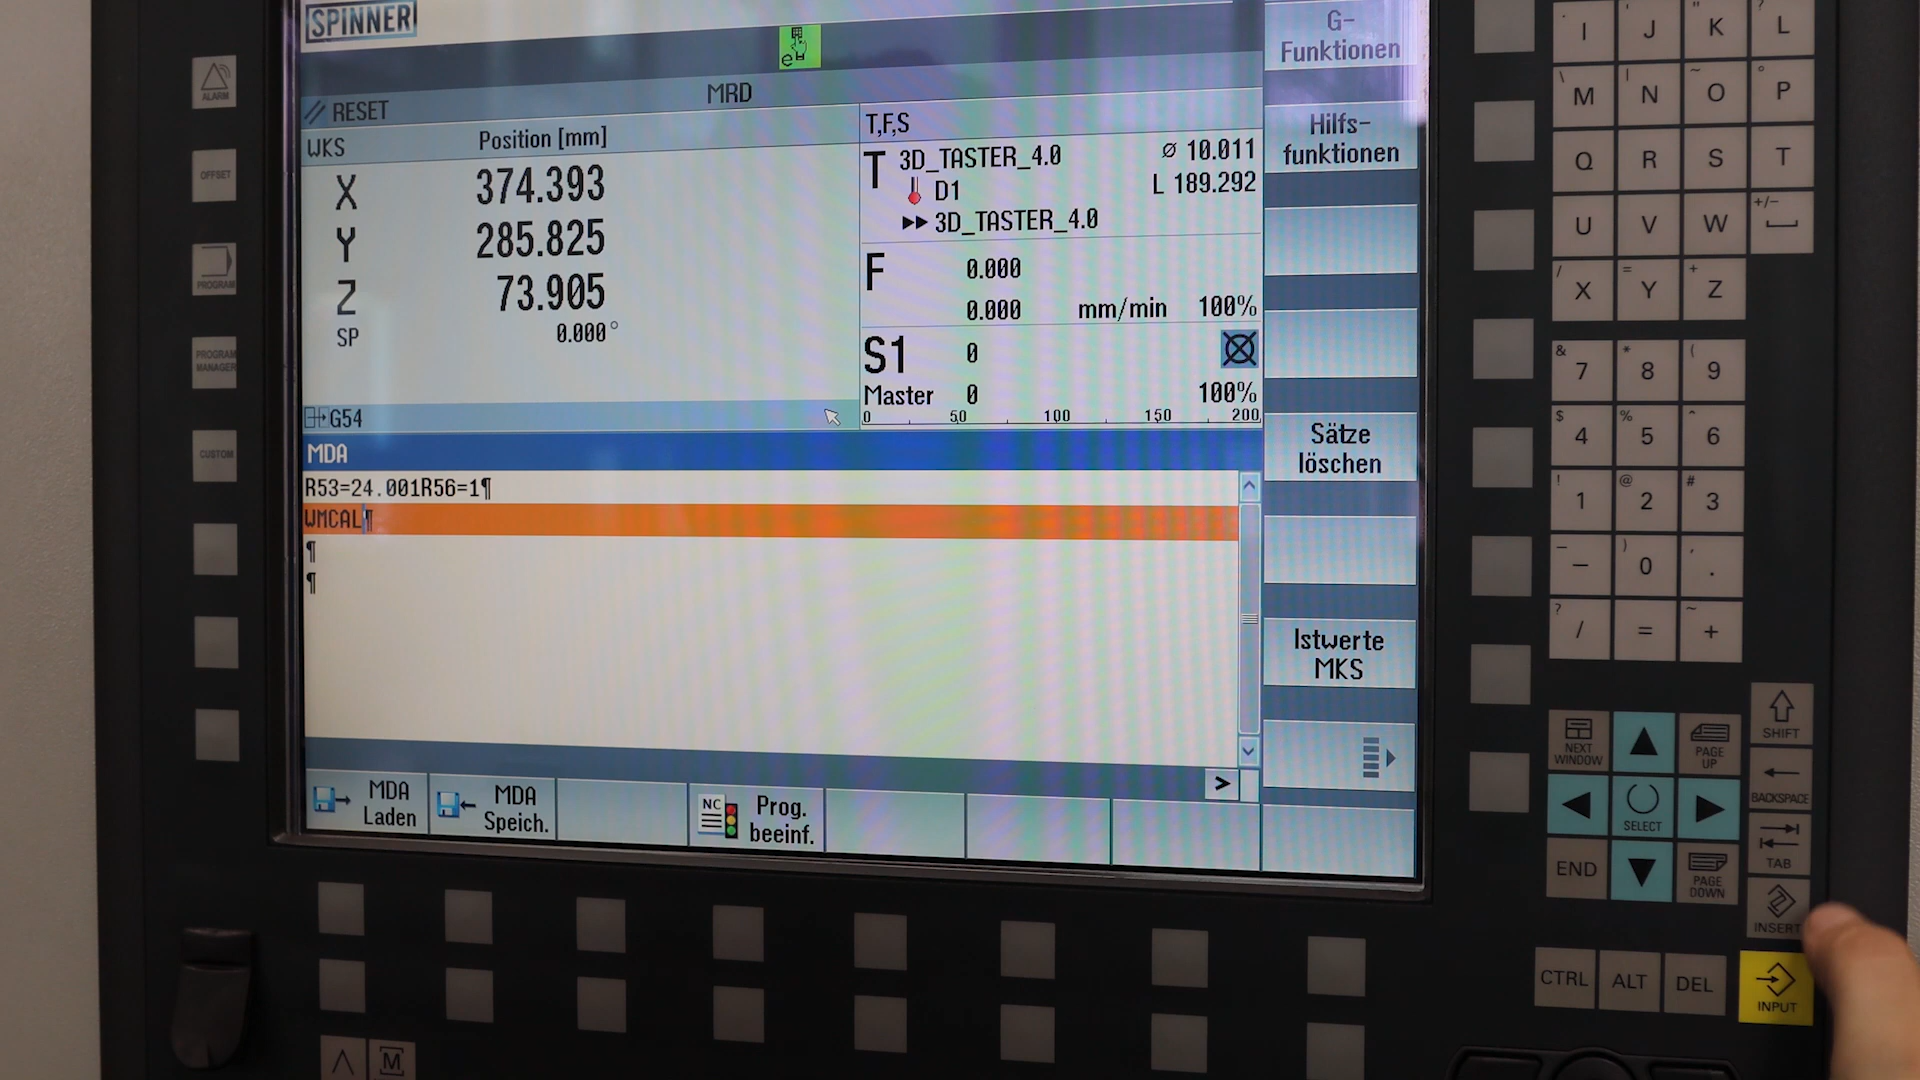 SPINNER
e
G-
Funktionen
RESET
MRD
WKS
Position [mm]
X 374.393
Y 285.825
Z 73.905
SP 0.000°
G54
T,F,S
T 3D_TASTER_4.0 ⌀ 10.011
D1 L 189.292
3D_TASTER_4.0
F 0.000
0.000 mm/min 100%
S1 0
Master 0 100%
0 50 100 150 200
MDA
R53=24.001R56=1¶
WMCAL¶
¶
¶
Hilfs-
funktionen
Sätze
löschen
Istwerte
MKS
MDA
Laden
MDA
Speich.
NC
Prog.
beeinf.
>
ALARM
OFFSET
PROGRAM
PROGRAM
MANAGER
CUSTOM
' I J " K ? L
\ M | N ~ O ° P
Q R S T
U V W +/-
/ X = Y + Z
& 7 * 8 ( 9
$ 4 % 5 ^ 6
! 1 @ 2 # 3
_ - ) 0 , .
? / = ~ +
SHIFT
NEXT
WINDOW
PAGE
UP
BACKSPACE
SELECT
TAB
END
PAGE
DOWN
INSERT
CTRL
ALT
DEL
INPUT
M